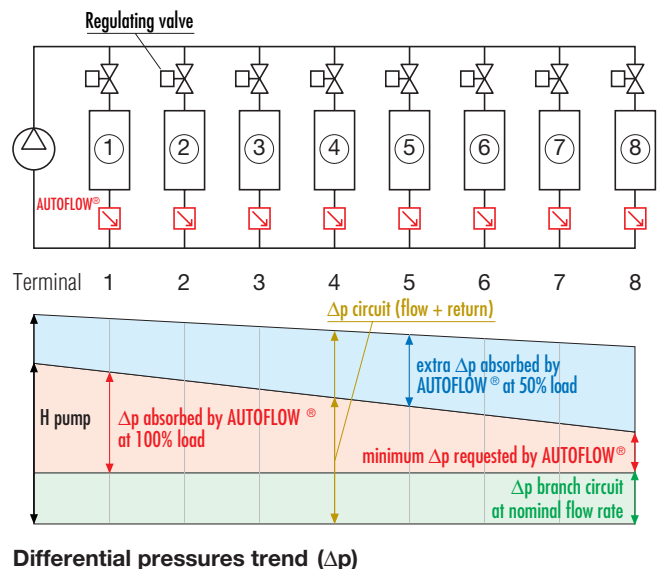 Regulating valve
1 2 3 4 5 6 7 8
AUTOFLOW®
Terminal 1 2 3 4 5 6 7 8
Δp circuit (flow + return)
extra Δp absorbed by
AUTOFLOW® at 50% load
H pump
Δp absorbed by AUTOFLOW®
at 100% load
minimum Δp requested by AUTOFLOW®
Δp branch circuit
at nominal flow rate
Differential pressures trend (Δp)